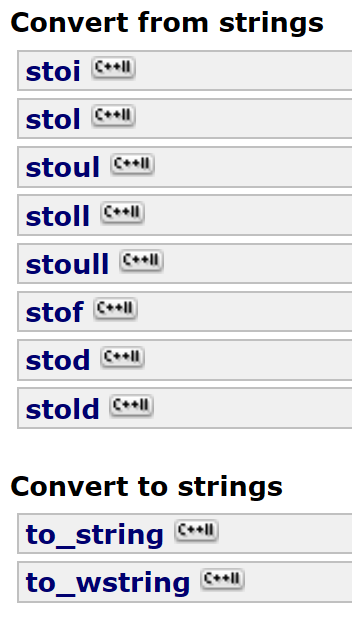 Convert from strings
stoi C++11
stol C++11
stoul C++11
stoll C++11
stoull C++11
stof C++11
stod C++11
stold C++11
Convert to strings
to_string C++11
to_wstring C++11